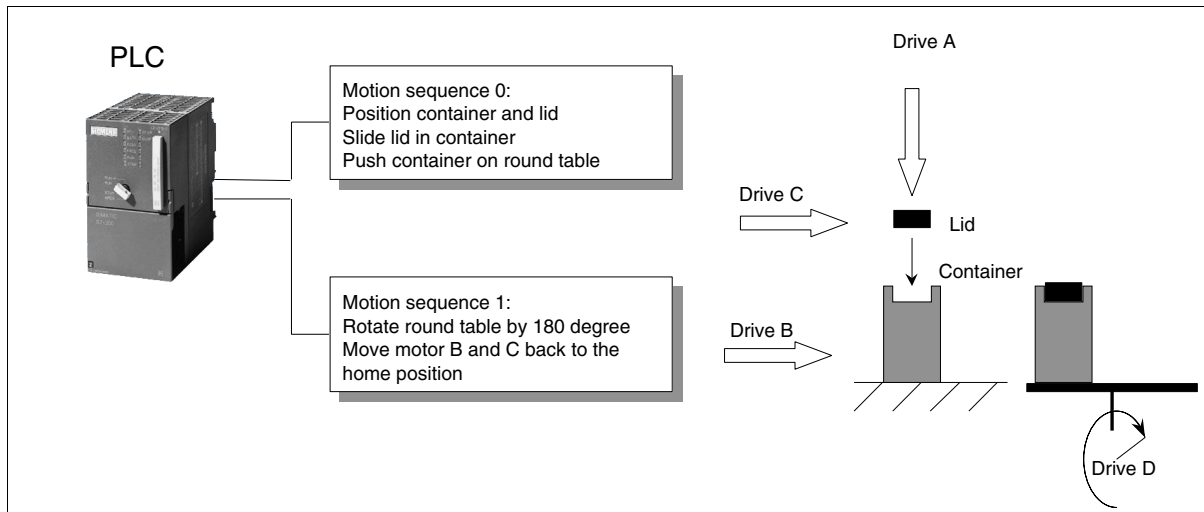 PLC
SIEMENS
Motion sequence 0:
Position container and lid
Slide lid in container
Push container on round table
Motion sequence 1:
Rotate round table by 180 degree
Move motor B and C back to the
home position
Drive A
Drive C
Lid
Container
Drive B
Drive D